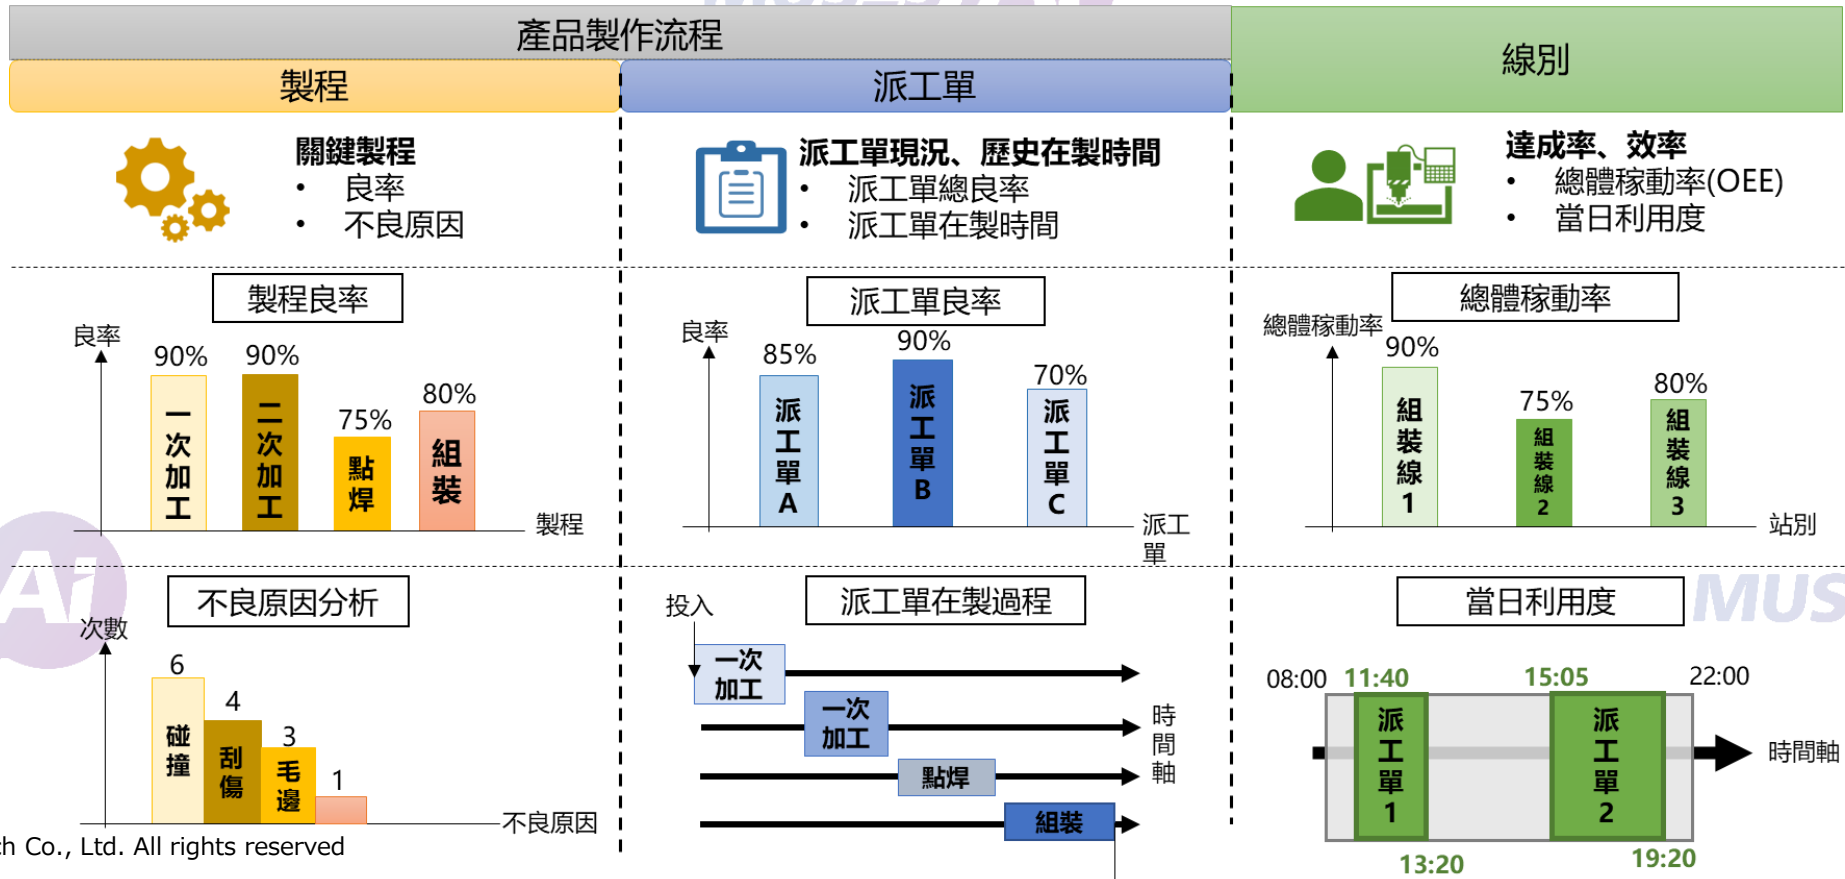 產品製作流程
線別
製程
派工單
關鍵製程
• 良率
• 不良原因
派工單現況、歷史在製時間
• 派工單總良率
• 派工單在製時間
達成率、效率
• 總體稼動率(OEE)
• 當日利用度
製程良率
良率
90%
90%
75%
80%
一次加工
二次加工
點焊
組裝
製程
派工單良率
良率
85%
90%
70%
派工單A
派工單B
派工單C
派工
單
總體稼動率
總體稼動率
90%
75%
80%
組裝線1
組裝線2
組裝線3
站別
不良原因分析
次數
6
4
3
1
碰撞
刮傷
毛邊
不良原因
派工單在製過程
投入
一次
加工
一次
加工
點焊
組裝
時間軸
當日利用度
08:00
11:40
15:05
22:00
派工單1
派工單2
時間軸
13:20
19:20
Ai
MUS
ch Co., Ltd. All rights reserved